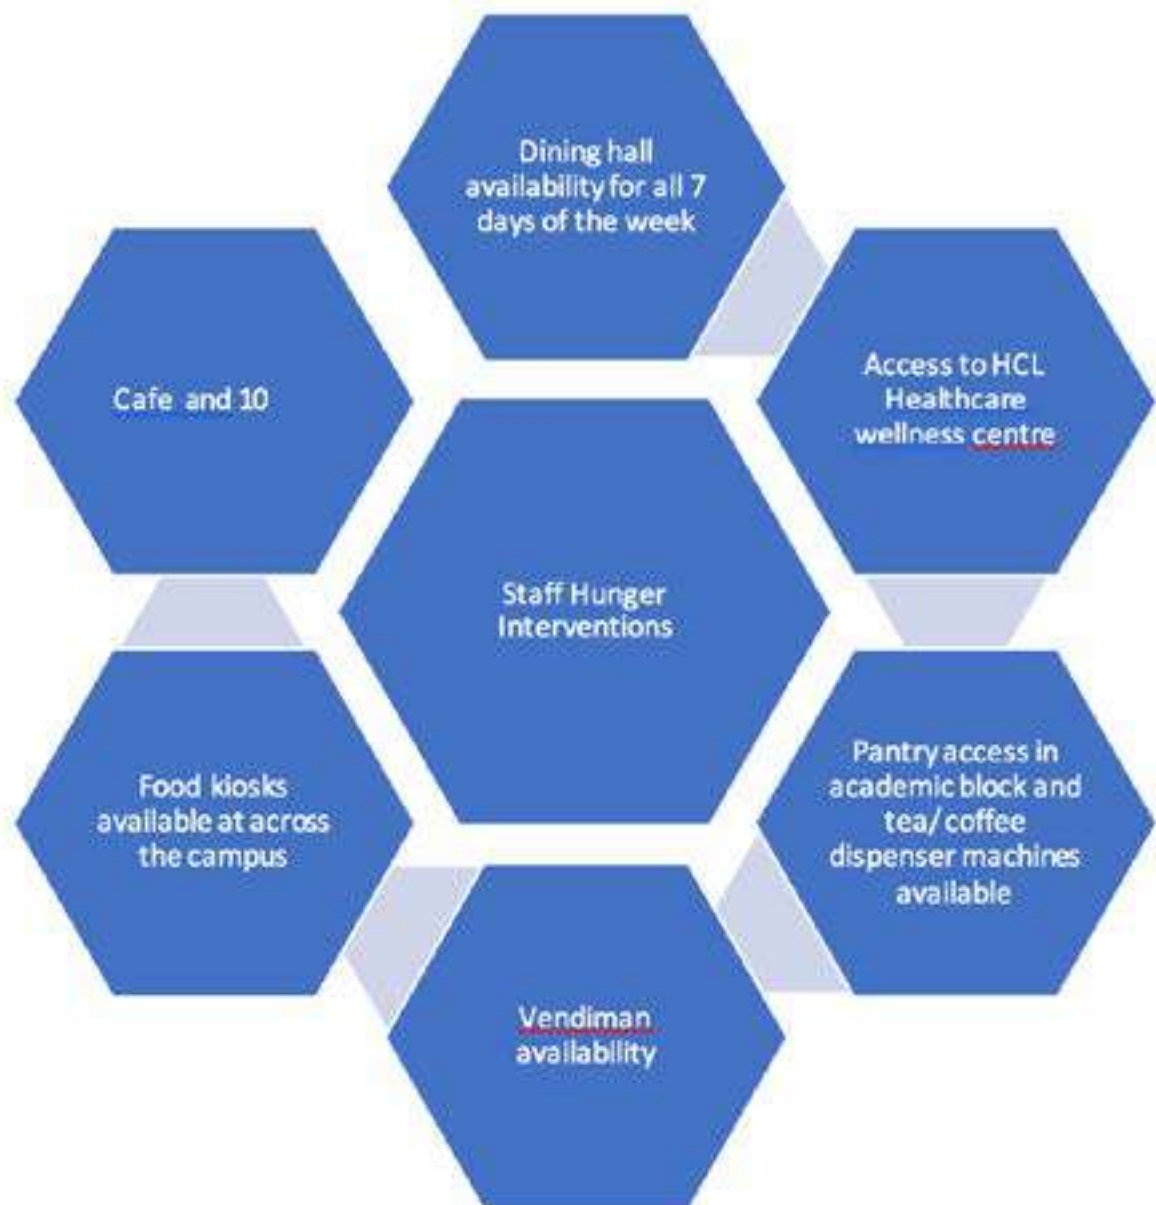 Dining hall
availability for all 7
days of the week
Access to HCL
Healthcare
wellness centre
Pantry access in
academic block and
tea/ coffee
dispenser machines
available
Vendiman
availability
Food kiosks
available at across
the campus
Cafe and 10
Staff Hunger
Interventions